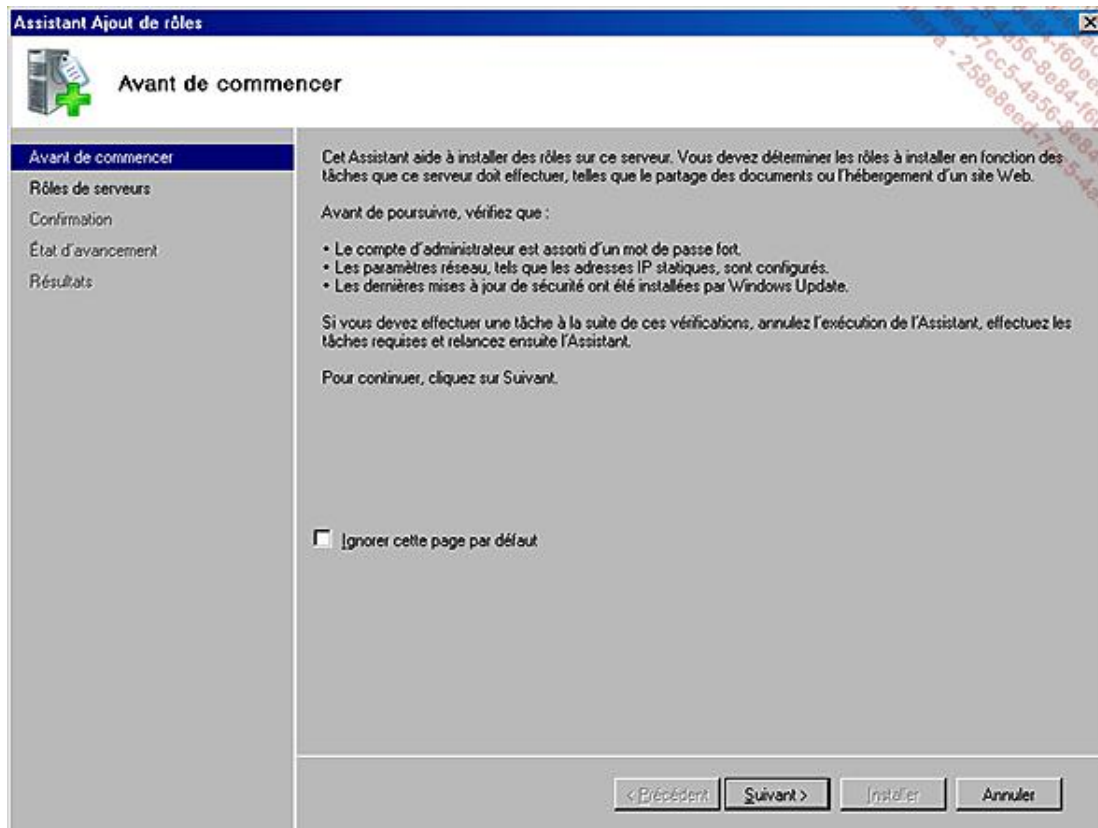 Assistant Ajout de rôles
Avant de commencer
Avant de commencer
Rôles de serveurs
Confirmation
État d'avancement
Résultats
Cet Assistant aide à installer des rôles sur ce serveur. Vous devez déterminer les rôles à installer en fonction des
tâches que ce serveur doit effectuer, telles que le partage des documents ou l'hébergement d'un site Web.
Avant de poursuivre, vérifiez que :
• Le compte d'administrateur est assorti d'un mot de passe fort.
• Les paramètres réseau, tels que les adresses IP statiques, sont configurés.
• Les dernières mises à jour de sécurité ont été installées par Windows Update.
Si vous devez effectuer une tâche à la suite de ces vérifications, annulez l'exécution de l'Assistant, effectuez les
tâches requises et relancez ensuite l'Assistant.
Pour continuer, cliquez sur Suivant.
Ignorer cette page par défaut
< Précédent
Suivant >
Installer
Annuler